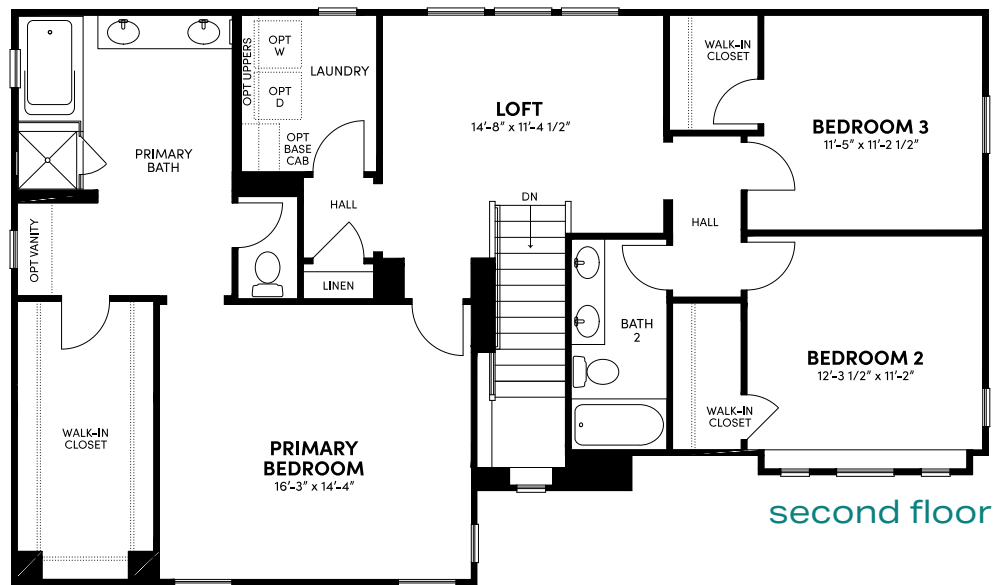 OPT
W
OPT UPPERS
LAUNDRY
OPT
D
OPT
BASE
CAB
PRIMARY
BATH
LOFT
14'-8" x 11'-4 1/2"
WALK-IN
CLOSET
BEDROOM 3
11'-5" x 11'-2 1/2"
HALL
DN
HALL
OPT VANITY
LINEN
BATH
2
BEDROOM 2
12'-3 1/2" x 11'-2"
WALK-IN
CLOSET
WALK-IN
CLOSET
PRIMARY
BEDROOM
16'-3" x 14'-4"
second floor